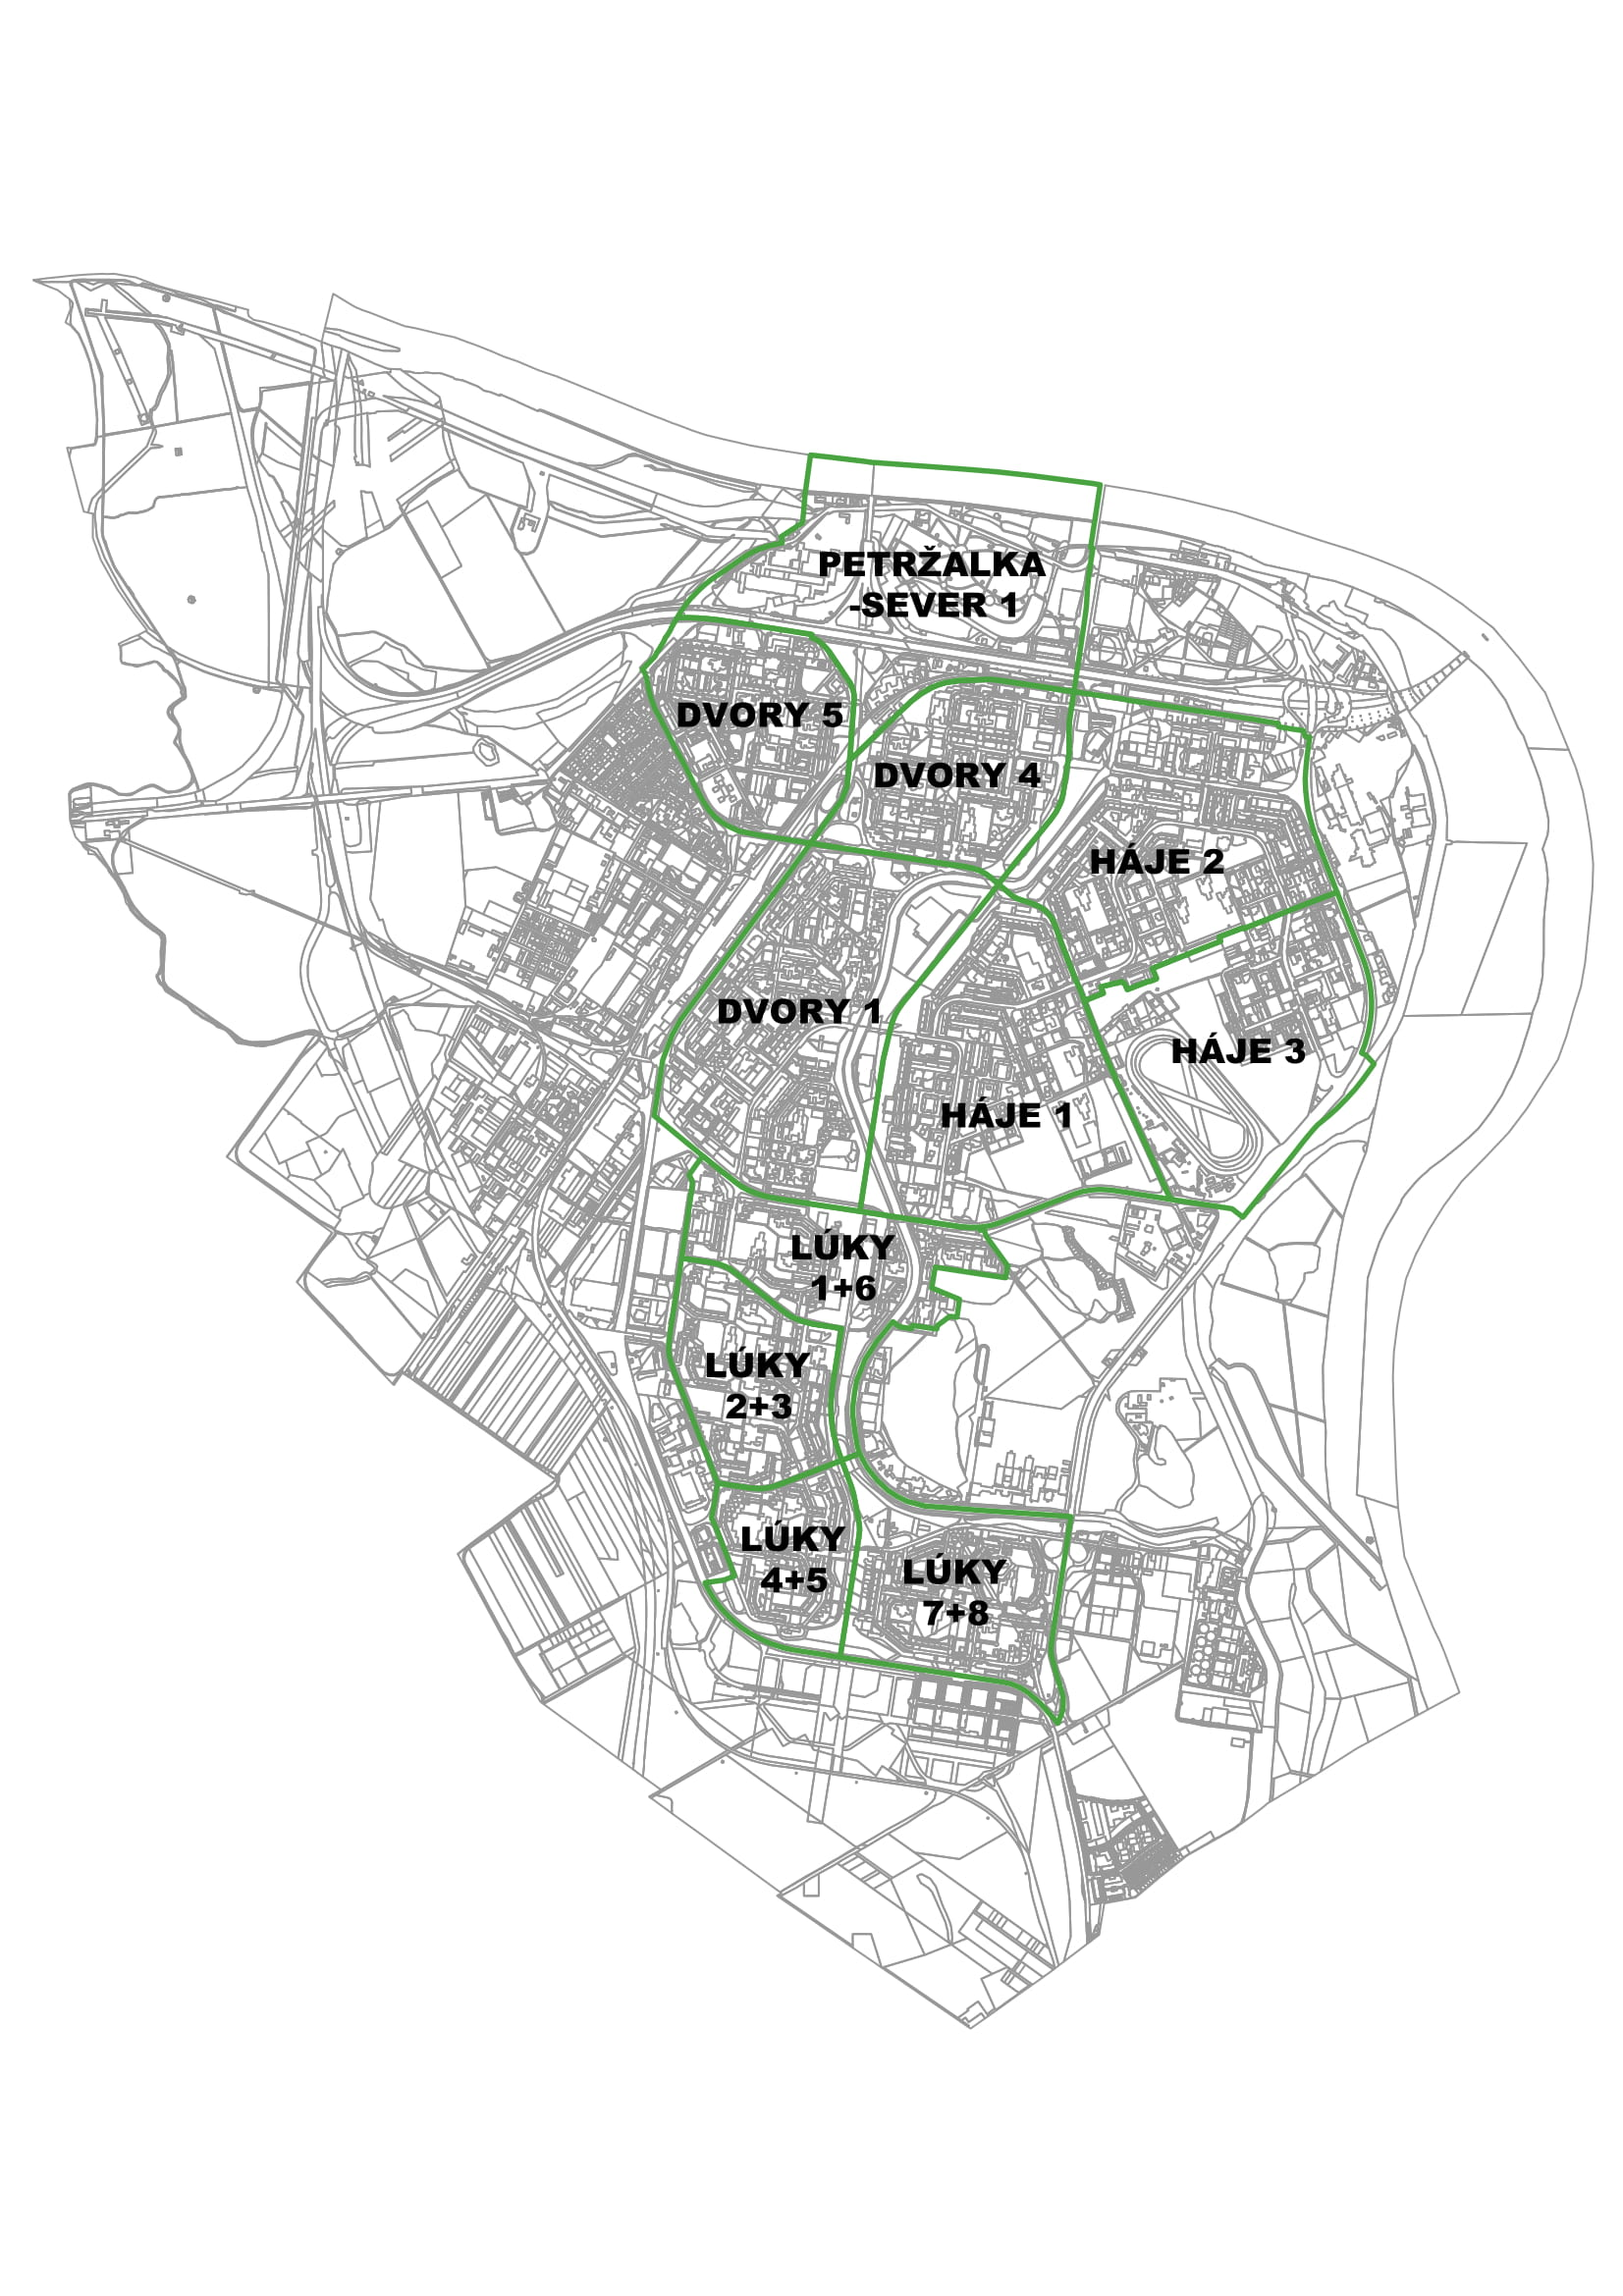 PETRŽALKA
-SEVER 1
DVORY 5
DVORY 4
HÁJE 2
DVORY 1
HÁJE 3
HÁJE 1
LÚKY
1+6
LÚKY
2+3
LÚKY
4+5
LÚKY
7+8